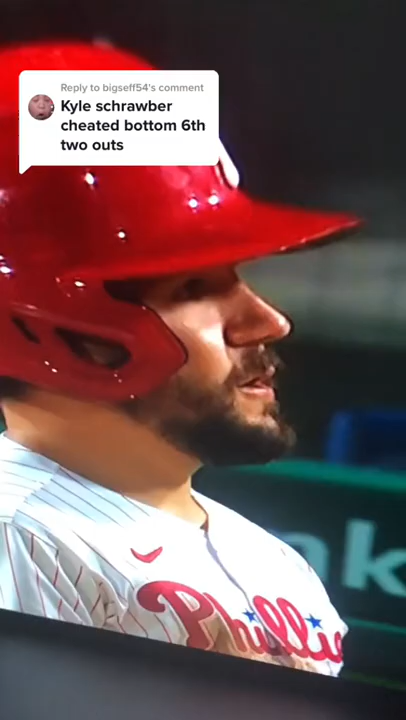 Reply to bigseff54's comment
Kyle schrawber
cheated bottom 6th
two outs
Phillies